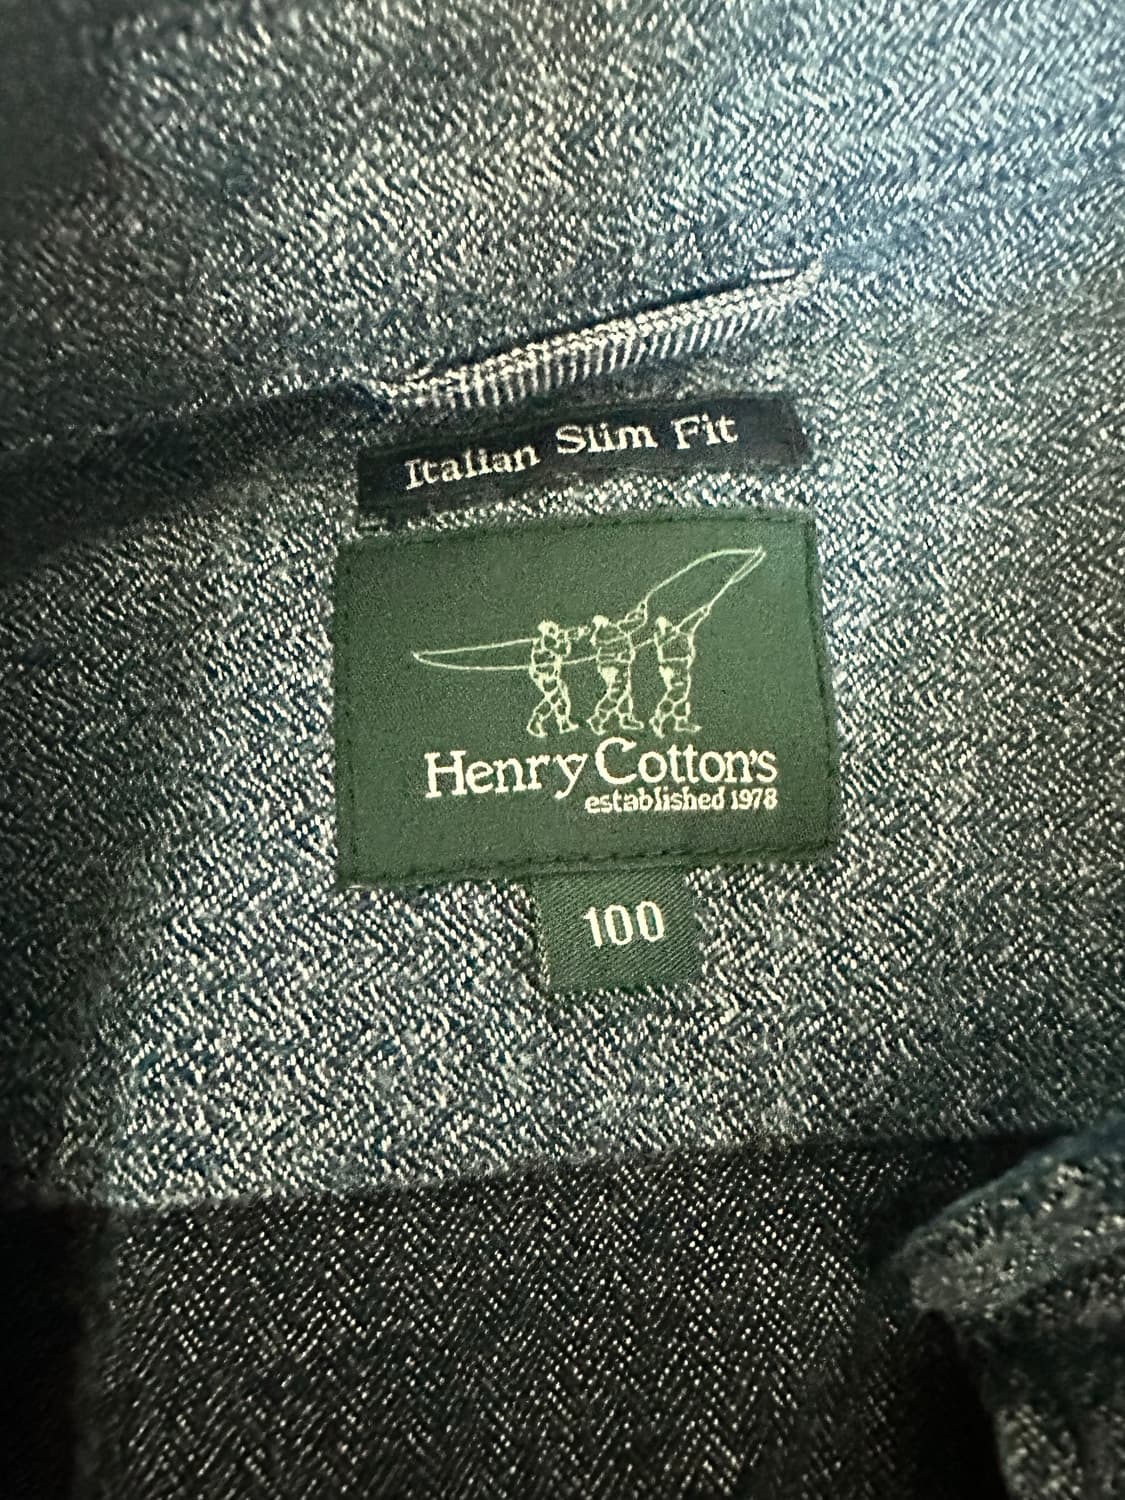 Italian Slim Fit
Henry Cotton's
established 1978
100